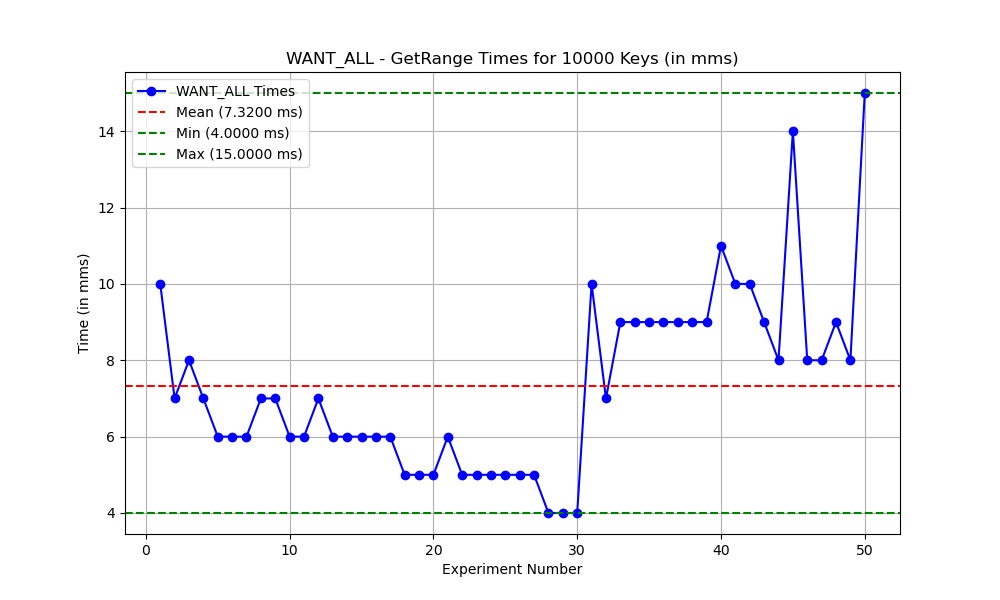 WANT_ALL - GetRange Times for 10000 Keys (in mms)
WANT_ALL Times
Mean (7.3200 ms)
Min (4.0000 ms)
Max (15.0000 ms)
Time (in mms)
14
12
10
8
6
4
0 10 20 30 40 50
Experiment Number